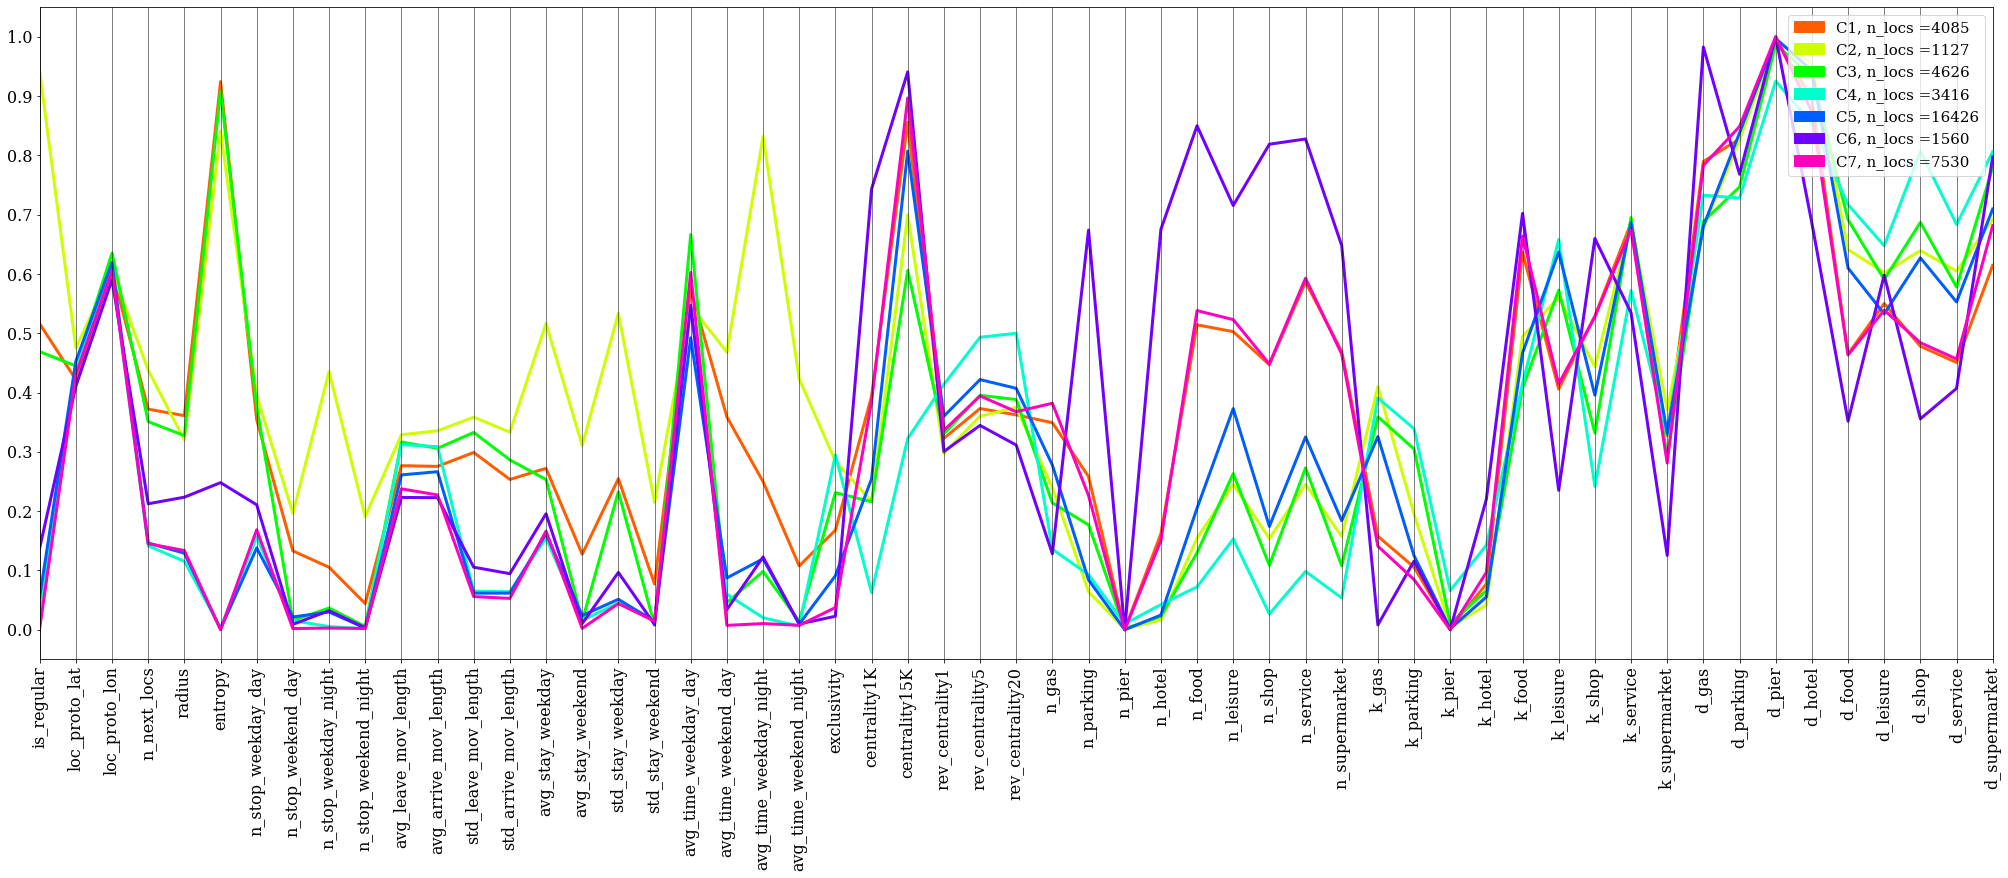 1.0
0.9
0.8
0.7
0.6
0.5
0.4
0.3
0.2
0.1
0.0
C1, n_locs =4085
C2, n_locs =1127
C3, n_locs =4626
C4, n_locs =3416
C5, n_locs =16426
C6, n_locs =1560
C7, n_locs =7530
is_regular
loc_proto_lat
loc_proto_lon
n_next_locs
radius
entropy
n_stop_weekday_day
n_stop_weekend_day
n_stop_weekday_night
n_stop_weekend_night
avg_leave_mov_length
avg_arrive_mov_length
std_leave_mov_length
std_arrive_mov_length
avg_stay_weekday
avg_stay_weekend
std_stay_weekday
std_stay_weekend
avg_time_weekday_day
avg_time_weekend_day
avg_time_weekday_night
avg_time_weekend_night
exclusivity
centrality1K
centrality15K
rev_centrality1
rev_centrality5
rev_centrality20
n_gas
n_parking
n_pier
n_hotel
n_food
n_leisure
n_shop
n_service
n_supermarket
k_gas
k_parking
k_pier
k_hotel
k_food
k_leisure
k_shop
k_service
k_supermarket
d_gas
d_parking
d_pier
d_hotel
d_food
d_leisure
d_shop
d_service
d_supermarket